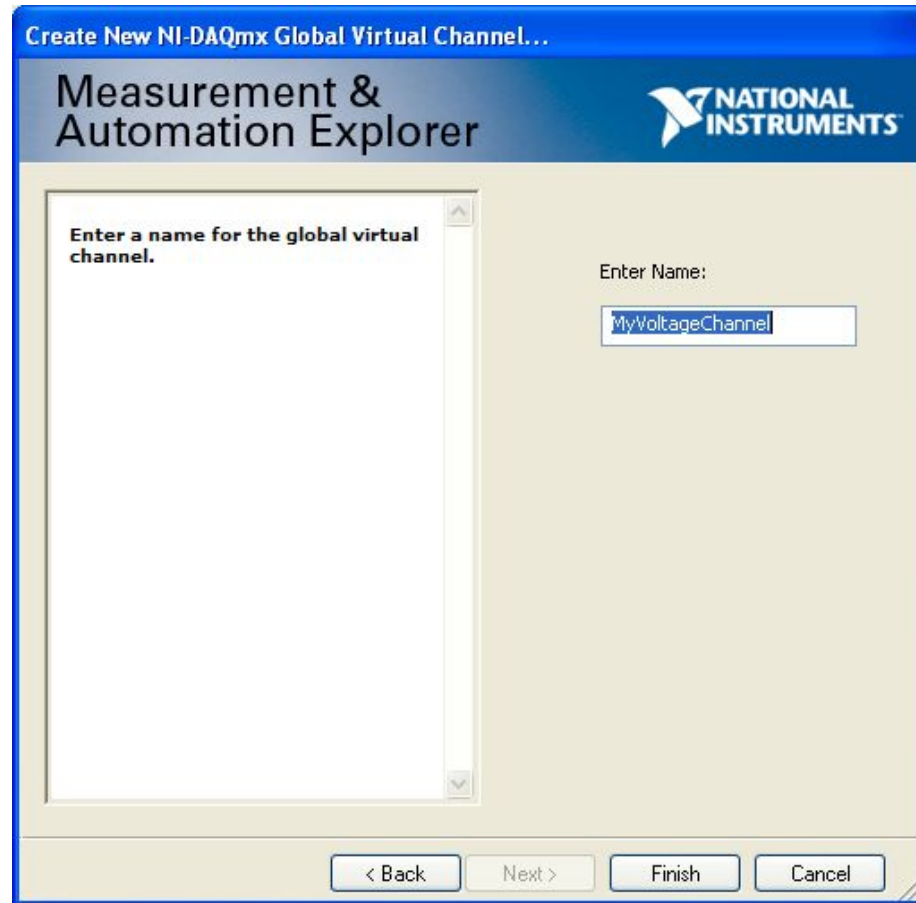 Create New NI-DAQmx Global Virtual Channel...
Measurement &
Automation Explorer
NATIONAL
INSTRUMENTS
Enter a name for the global virtual
channel.
Enter Name:
MyVoltageChannel
< Back
Next >
Finish
Cancel